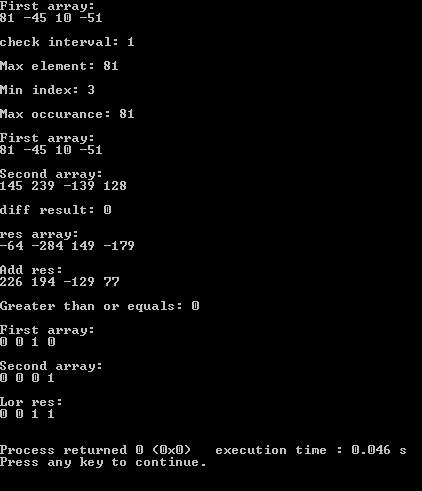 First array:
81 -45 10 -51
check interval: 1
Max element: 81
Min index: 3
Max occurance: 81
First array:
81 -45 10 -51
Second array:
145 239 -139 128
diff result: 0
res array:
-64 -284 149 -179
Add res:
226 194 -129 77
Greater than or equals: 0
First array:
0 0 1 0
Second array:
0 0 0 1
Lor res:
0 0 1 1
Process returned 0 (0x0)   execution time : 0.046 s
Press any key to continue.